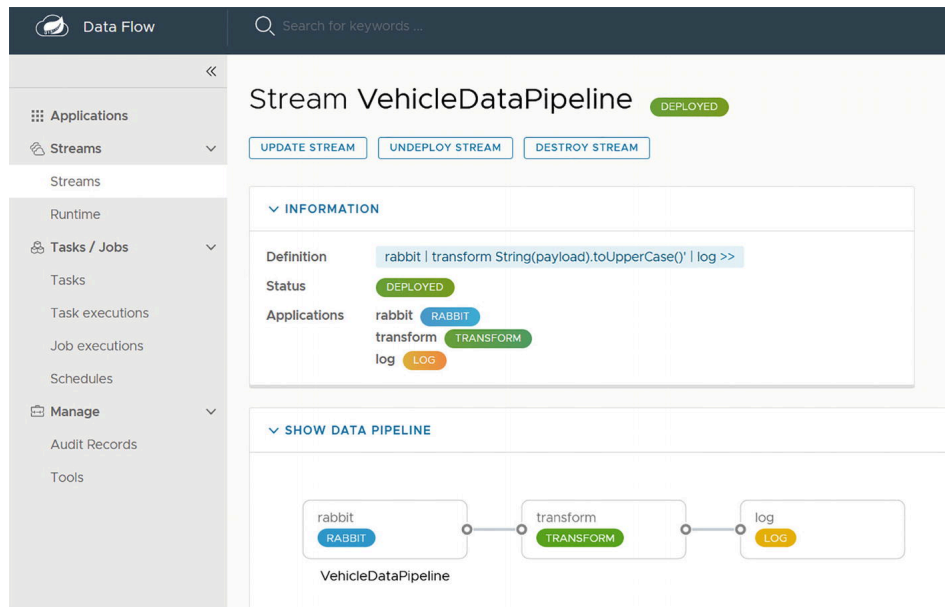 Data Flow
Search for keywords ...
Applications
Streams
Streams
Runtime
Tasks / Jobs
Tasks
Task executions
Job executions
Schedules
Manage
Audit Records
Tools
Stream VehicleDataPipeline DEPLOYED
UPDATE STREAM UNDEPLOY STREAM DESTROY STREAM
INFORMATION
Definition rabbit | transform String(payload).toUpperCase()' | log >>
Status DEPLOYED
Applications rabbit RABBIT
transform TRANSFORM
log LOG
SHOW DATA PIPELINE
rabbit transform log
RABBIT TRANSFORM LOG
VehicleDataPipeline